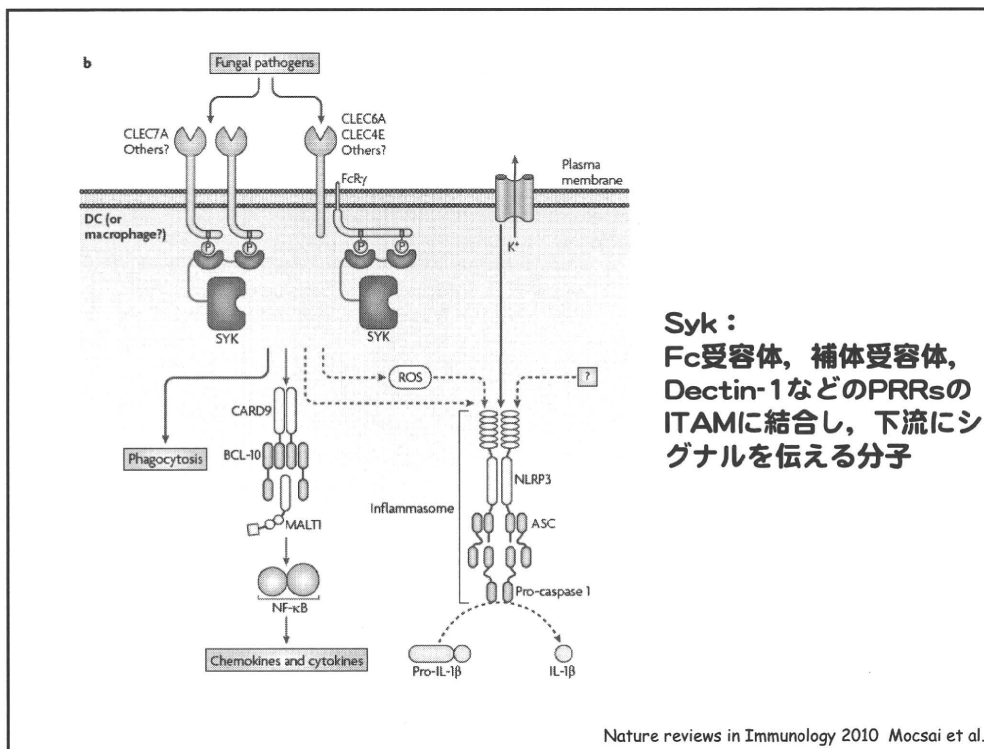 b
Fungal pathogens
CLEC7A
Others?
CLEC6A
CLEC4E
Others?
FcRγ
Plasma
membrane
DC (or
macrophage?)
P
P
P
P
K⁺
SYK
SYK
ROS
?
CARD9
Phagocytosis
BCL-10
NLRP3
Inflammasome
MALT1
ASC
Pro-caspase 1
NF-κB
Chemokines and cytokines
Pro-IL-1β
IL-1β
Syk：
Fc受容体，補体受容体，
Dectin-1などのPRRsの
ITAMに結合し，下流にシ
グナルを伝える分子
Nature reviews in Immunology 2010 Mocsai et al.